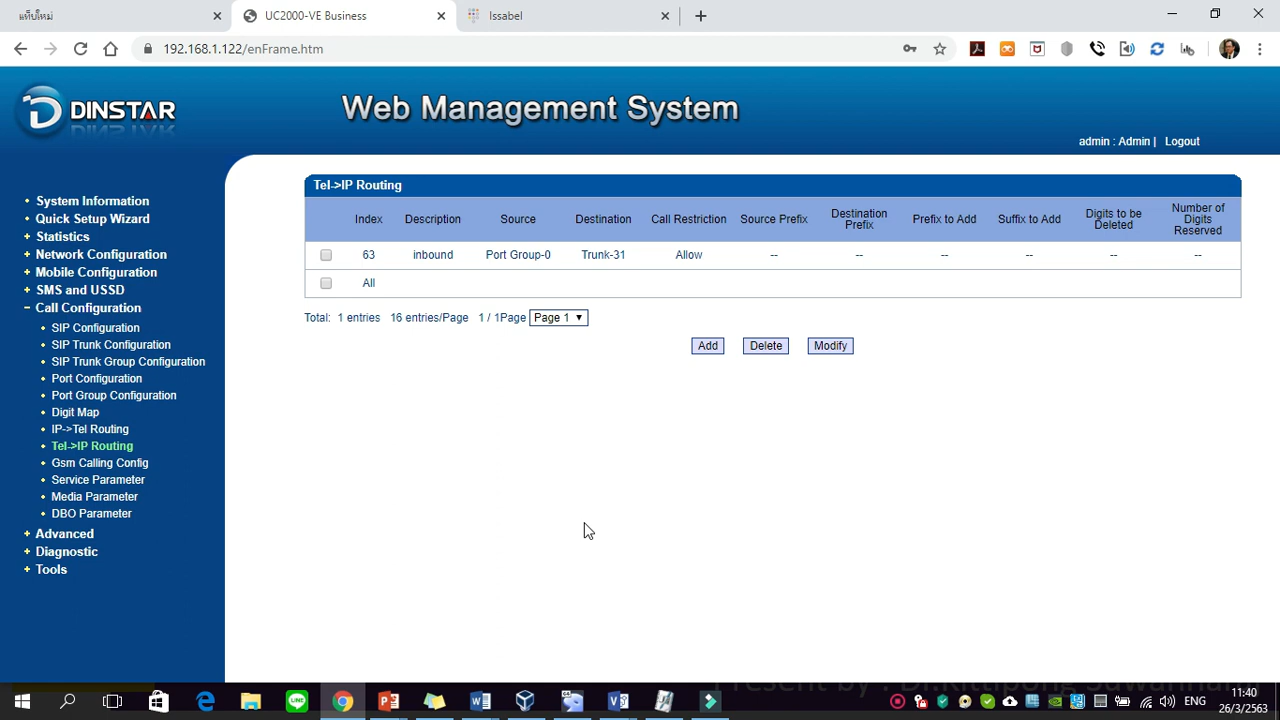 แท็บใหม่
UC2000-VE Business
Issabel
192.168.1.122/enFrame.htm
DINSTAR
Web Management System
admin : Admin | Logout
System Information
Quick Setup Wizard
Statistics
Network Configuration
Mobile Configuration
SMS and USSD
Call Configuration
SIP Configuration
SIP Trunk Configuration
SIP Trunk Group Configuration
Port Configuration
Port Group Configuration
Digit Map
IP->Tel Routing
Tel->IP Routing
Gsm Calling Config
Service Parameter
Media Parameter
DBO Parameter
Advanced
Diagnostic
Tools
Tel->IP Routing
Index Description Source Destination Call Restriction Source Prefix Destination Prefix Prefix to Add Suffix to Add Digits to be Deleted Number of Digits Reserved
63 inbound Port Group-0 Trunk-31 Allow -- -- -- -- -- --
All
Total: 1 entries 16 entries/Page 1 / 1Page Page 1
Add Delete Modify
Present by : Dr.Kittipong Suwannaraj
ENG
11:40
26/3/2563